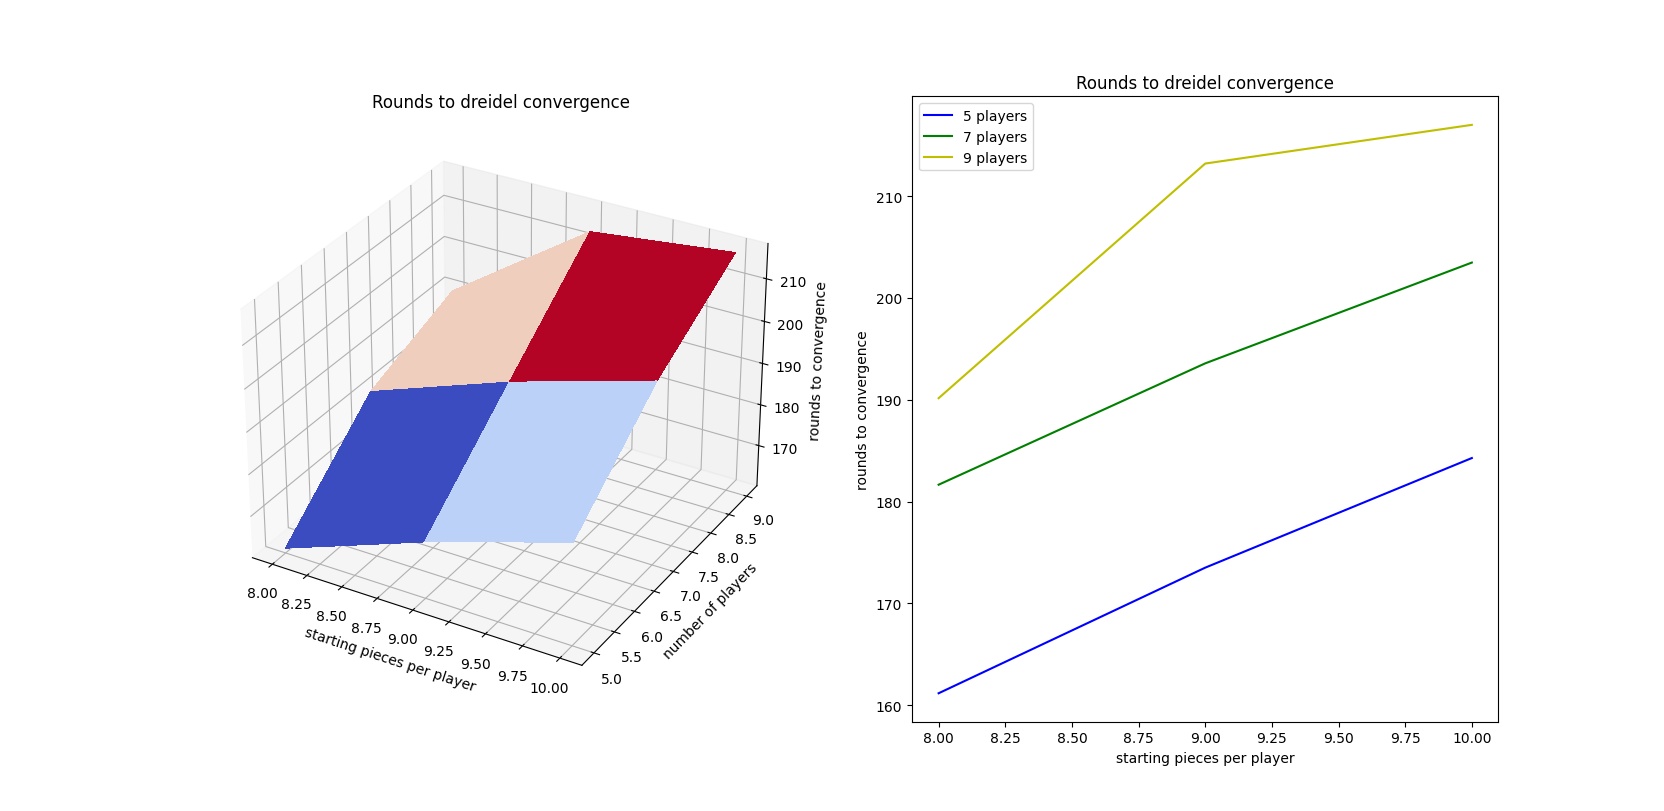 Rounds to dreidel convergence
210
200
190
180
170
rounds to convergence
9.0
8.5
8.0
7.5
7.0
6.5
6.0
5.5
5.0
number of players
8.00
8.25
8.50
8.75
9.00
9.25
9.50
9.75
10.00
starting pieces per player
Rounds to dreidel convergence
5 players
7 players
9 players
210
200
190
180
170
160
rounds to convergence
8.00 8.25 8.50 8.75 9.00 9.25 9.50 9.75 10.00
starting pieces per player